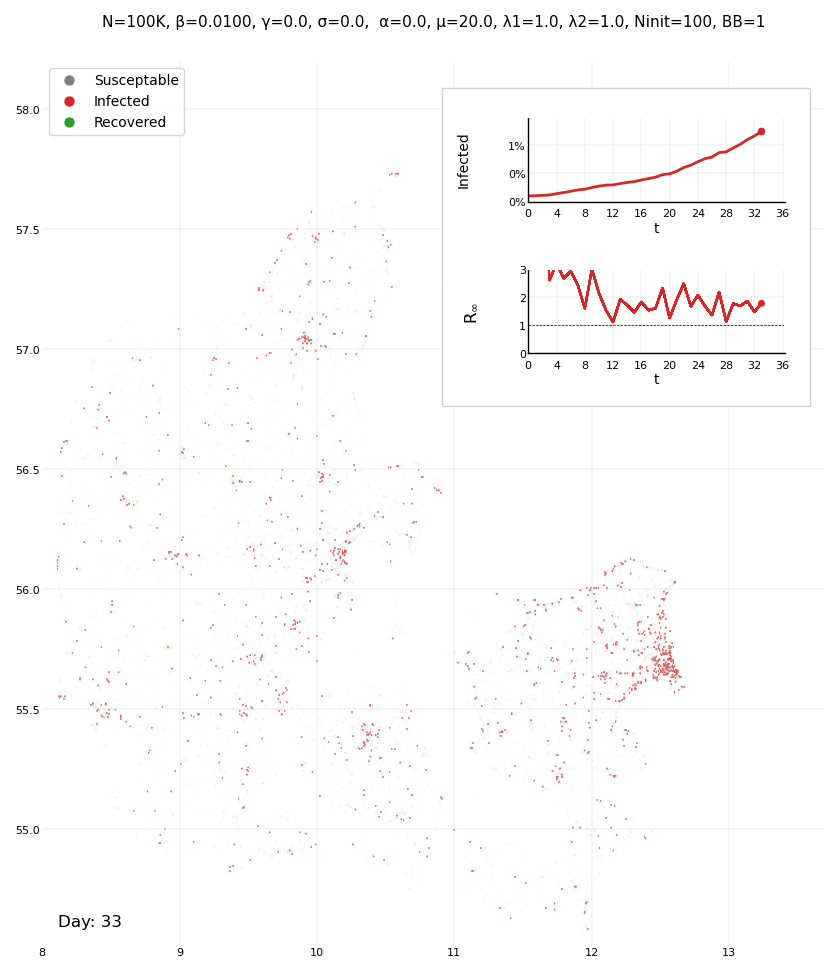 N=100K, β=0.0100, γ=0.0, σ=0.0,  α=0.0, μ=20.0, λ1=1.0, λ2=1.0, Ninit=100, BB=1
Susceptable
Infected
Recovered
58.0
57.5
57.0
56.5
56.0
55.5
55.0
8 9 10 11 12 13
Infected
1%
0%
0%
0 4 8 12 16 20 24 28 32 36
t
R∞
3
2
1
0
0 4 8 12 16 20 24 28 32 36
t
Day: 33